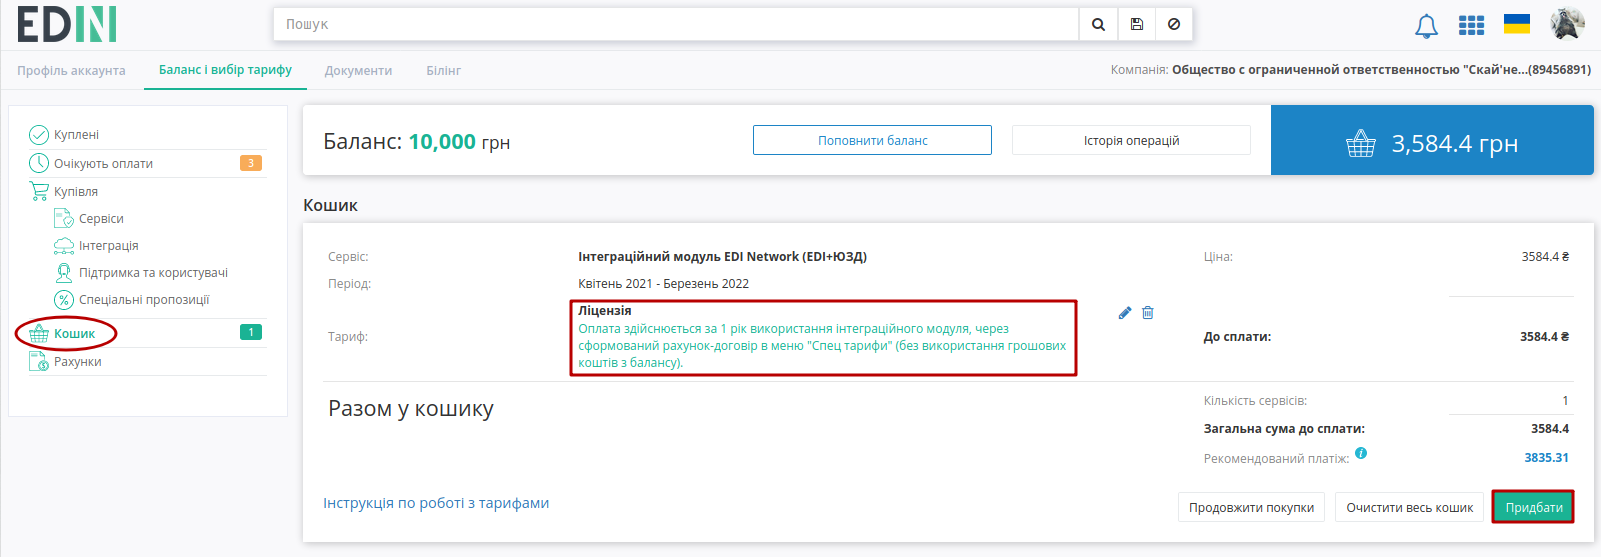 EDIN
Пошук
Профіль аккаунта
Баланс і вибір тарифу
Документи
Білінг
Компанія: Общество с ограниченной ответственностью "Скай'не...(89456891)
Куплені
Очікують оплати
3
Купівля
Сервіси
Інтеграція
Підтримка та користувачі
Спеціальні пропозиції
Кошик
1
Рахунки
Баланс: 10,000 грн
Поповнити баланс
Історія операцій
3,584.4 грн
Кошик
Сервіс:
Інтеграційний модуль EDI Network (EDI+ЮЗД)
Ціна:
3584.4 ₴
Період:
Квітень 2021 - Березень 2022
Тариф:
Ліцензія
Оплата здійснюється за 1 рік використання інтеграційного модуля, через
сформований рахунок-договір в меню "Спец тарифи" (без використання грошових
коштів з балансу).
До сплати:
3584.4 ₴
Разом у кошику
Кількість сервісів:
1
Загальна сума до сплати:
3584.4
Рекомендований платіж:
3835.31
Інструкція по роботі з тарифами
Продовжити покупки
Очистити весь кошик
Придбати